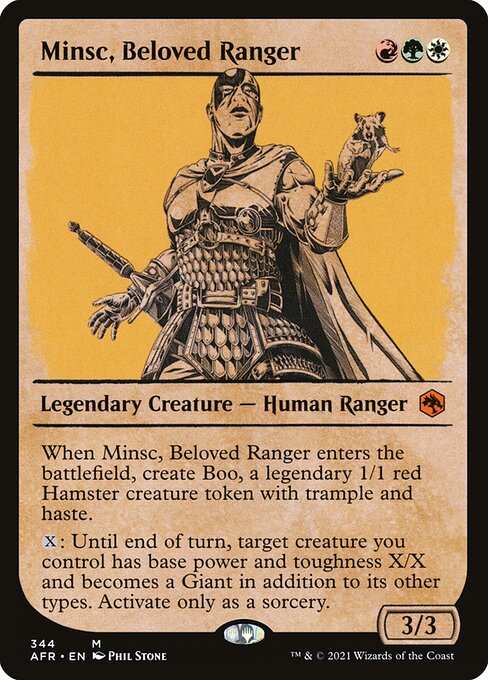 Minsc, Beloved Ranger
Legendary Creature — Human Ranger
When Minsc, Beloved Ranger enters the
battlefield, create Boo, a legendary 1/1 red
Hamster creature token with trample and
haste.
X: Until end of turn, target creature you
control has base power and toughness X/X
and becomes a Giant in addition to its other
types. Activate only as a sorcery.
3/3
344 M
AFR • EN Phil Stone
™ & © 2021 Wizards of the Coast